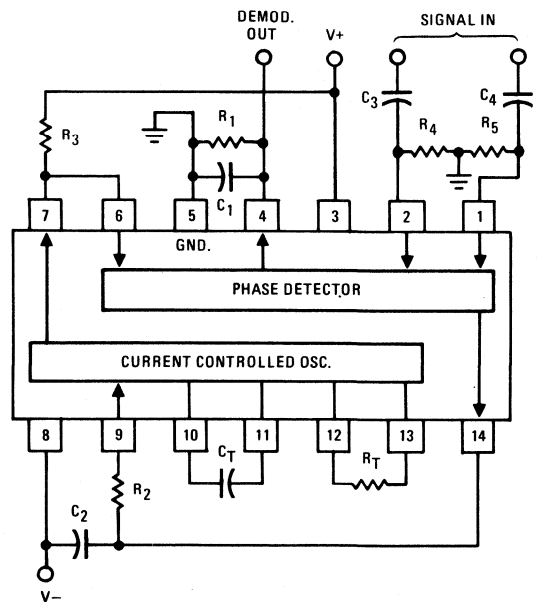 DEMOD.
OUT
V+
SIGNAL IN
C3
C4
R1
R4
R5
R3
C1
7
6
5
4
3
2
1
GND.
PHASE DETECTOR
CURRENT CONTROLLED OSC.
8
9
10
11
12
13
14
CT
RT
R2
C2
V−